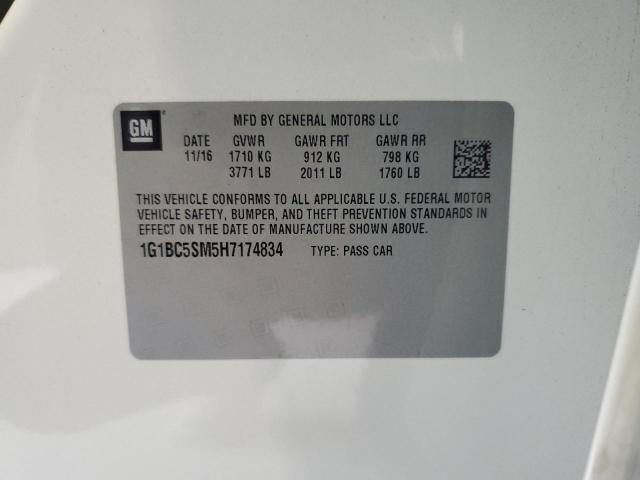 GM
MFD BY GENERAL MOTORS LLC
DATE GVWR GAWR FRT GAWR RR
11/16 1710 KG 912 KG 798 KG
3771 LB 2011 LB 1760 LB
THIS VEHICLE CONFORMS TO ALL APPLICABLE U.S. FEDERAL MOTOR
VEHICLE SAFETY, BUMPER, AND THEFT PREVENTION STANDARDS IN
EFFECT ON THE DATE OF MANUFACTURE SHOWN ABOVE.
1G1BC5SM5H7174834 TYPE: PASS CAR